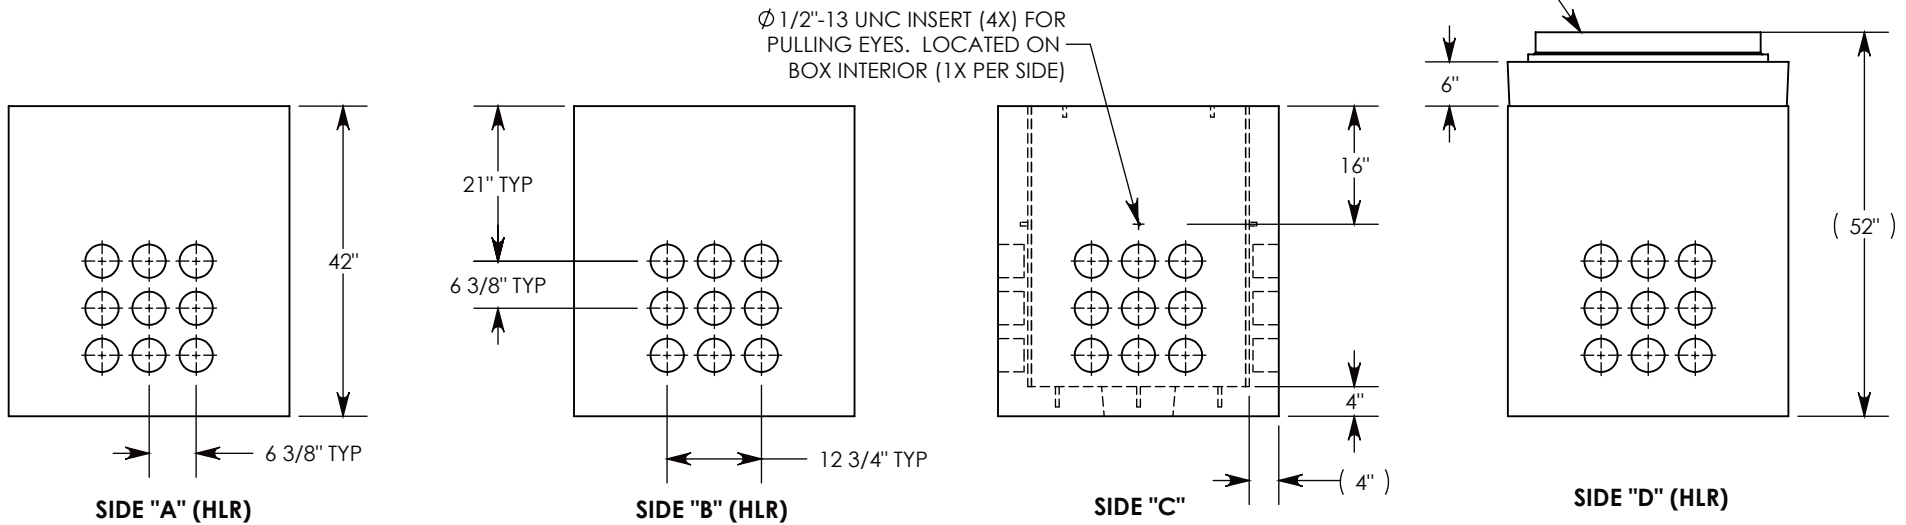 Ø 1/2"-13 UNC INSERT (4X) FOR
PULLING EYES. LOCATED ON
BOX INTERIOR (1X PER SIDE)
42"
6 3/8" TYP
SIDE "A" (HLR)
21" TYP
6 3/8" TYP
12 3/4" TYP
SIDE "B" (HLR)
16"
4"
( 4" )
SIDE "C"
6"
( 52" )
SIDE "D" (HLR)